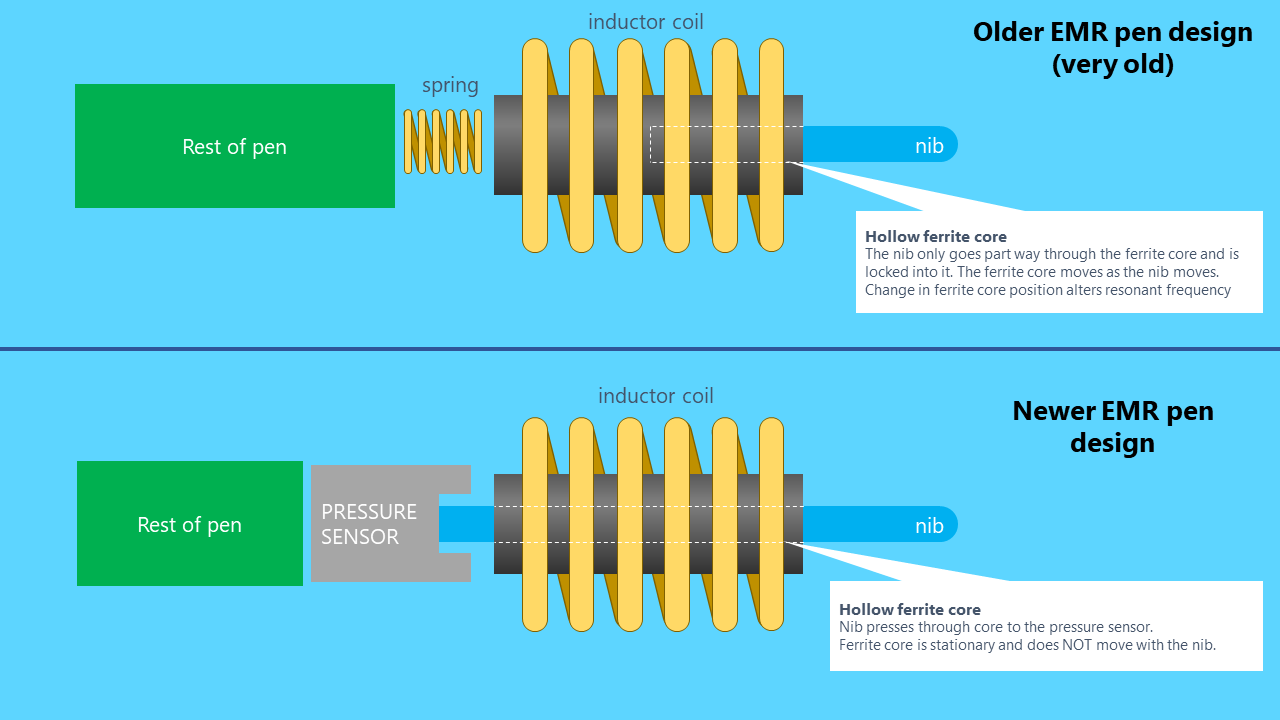 inductor coil
Older EMR pen design
(very old)
spring
Rest of pen
nib
Hollow ferrite core
The nib only goes part way through the ferrite core and is
locked into it. The ferrite core moves as the nib moves.
Change in ferrite core position alters resonant frequency
inductor coil
Newer EMR pen
design
Rest of pen
PRESSURE
SENSOR
nib
Hollow ferrite core
Nib presses through core to the pressure sensor.
Ferrite core is stationary and does NOT move with the nib.